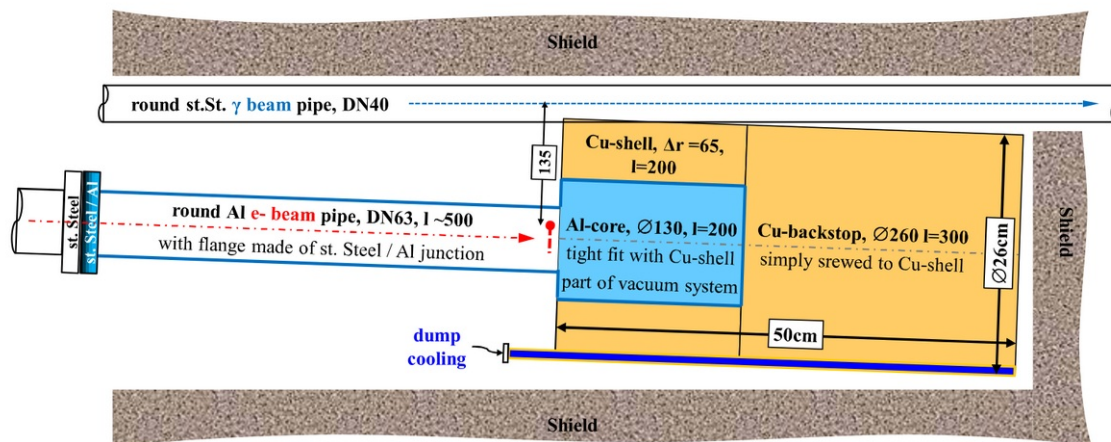 Shield
round st.St. γ beam pipe, DN40
135
Cu-shell, Δr =65,
l=200
st. Steel
st. Steel / Al
round Al e- beam pipe, DN63, l ~500
with flange made of st. Steel / Al junction
Al-core, ∅130, l=200
tight fit with Cu-shell
part of vacuum system
Cu-backstop, ∅260 l=300
simply srewed to Cu-shell
∅26cm
Shield
50cm
dump
cooling
Shield